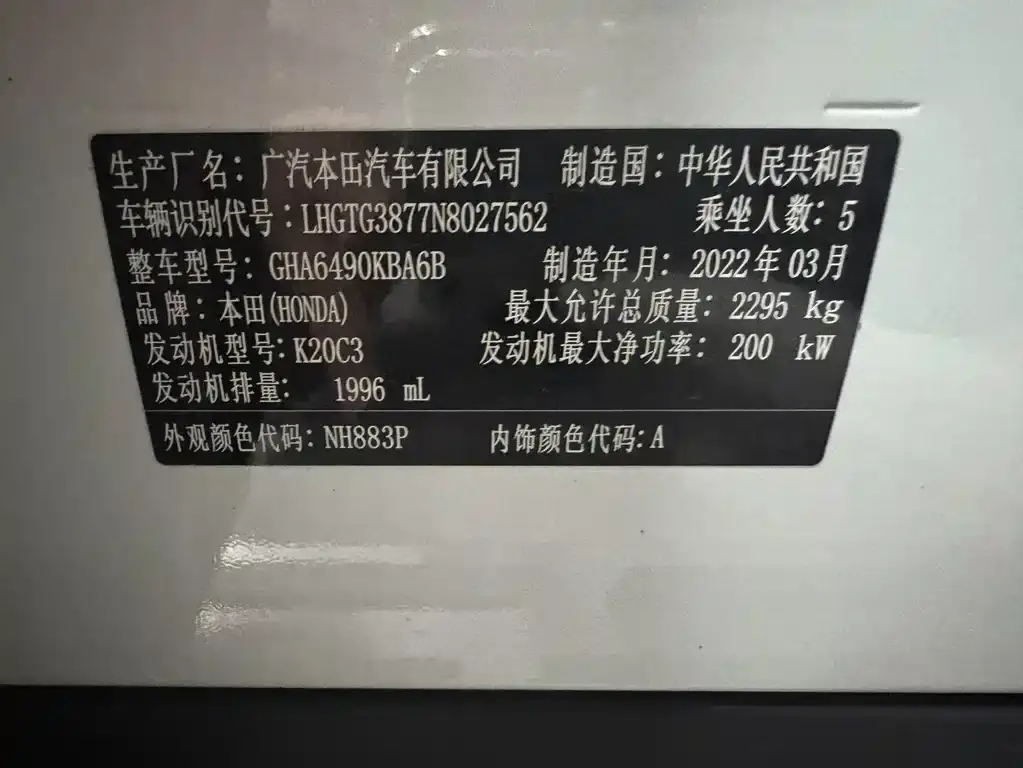 生产厂名：广汽本田汽车有限公司 制造国：中华人民共和国
车辆识别代号：LHGTG3877N8027562 乘坐人数：5
整车型号：GHA6490KBA6B 制造年月：2022年03月
品牌：本田(HONDA) 最大允许总质量：2295 kg
发动机型号：K20C3 发动机最大净功率：200 kW
发动机排量：1996 mL
外观颜色代码：NH883P 内饰颜色代码：A